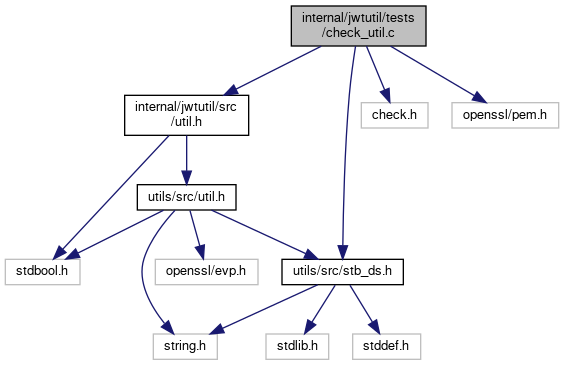 internal/jwtutil/tests
/check_util.c
internal/jwtutil/src
/util.h
check.h
openssl/pem.h
utils/src/util.h
stdbool.h
openssl/evp.h
utils/src/stb_ds.h
string.h
stdlib.h
stddef.h